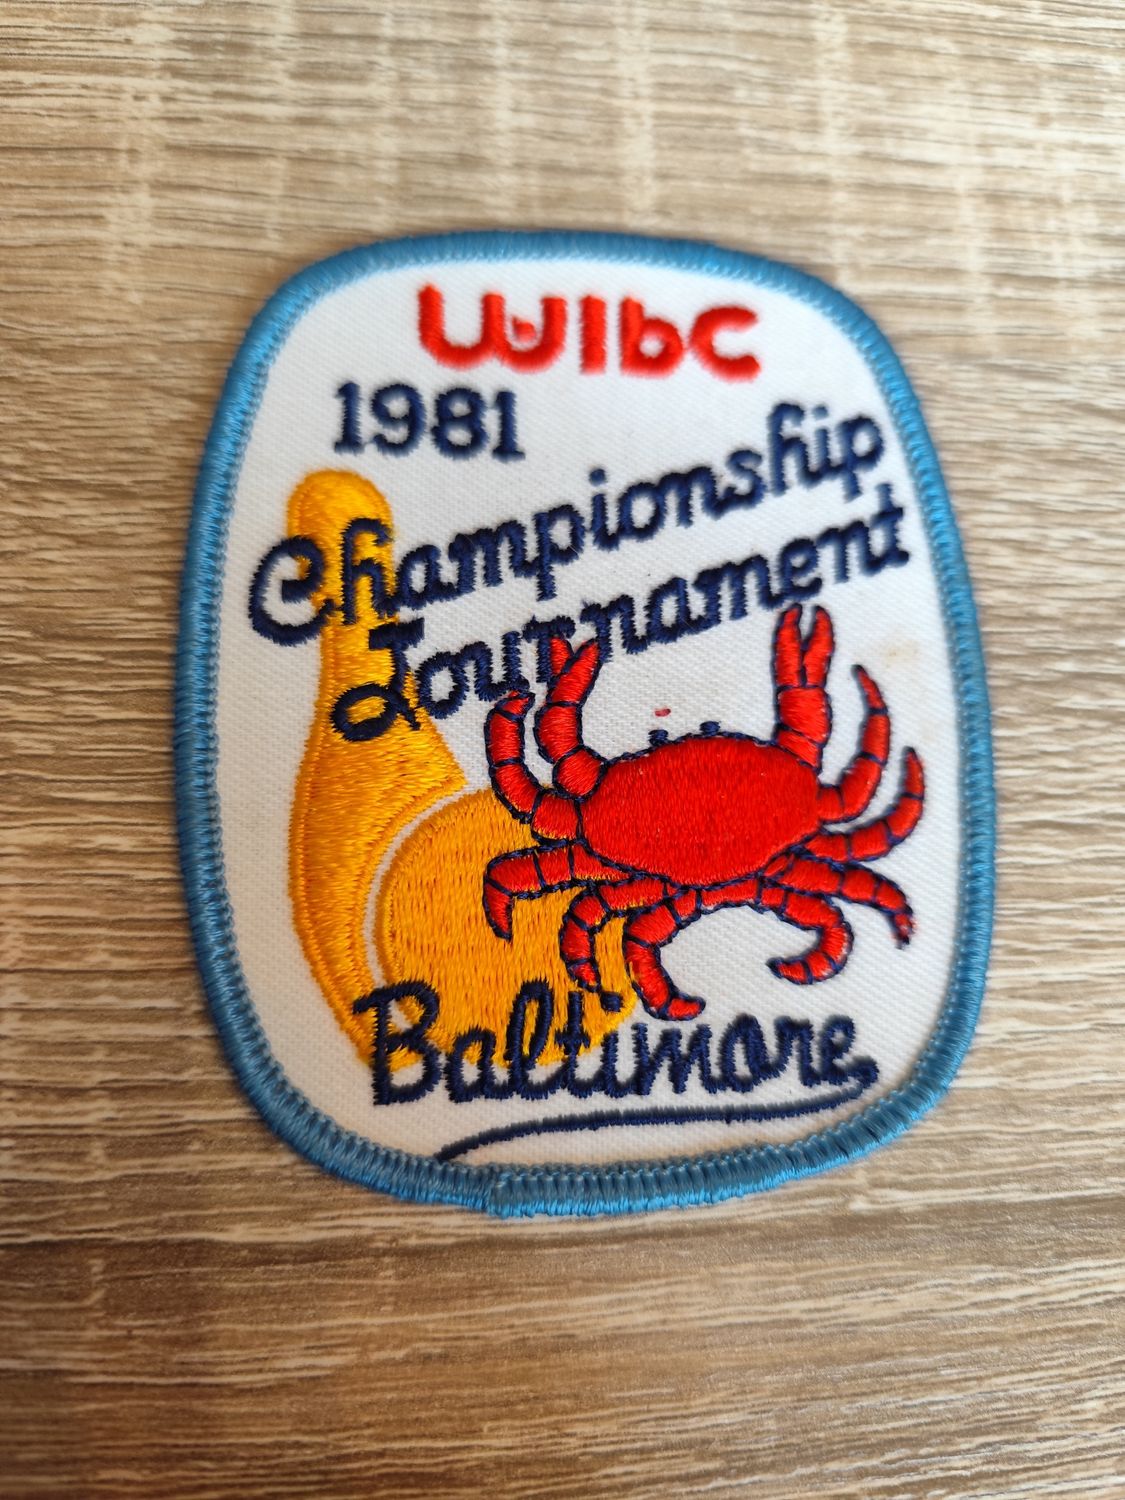 WIBC
1981
Championship
Tournament
Baltimore